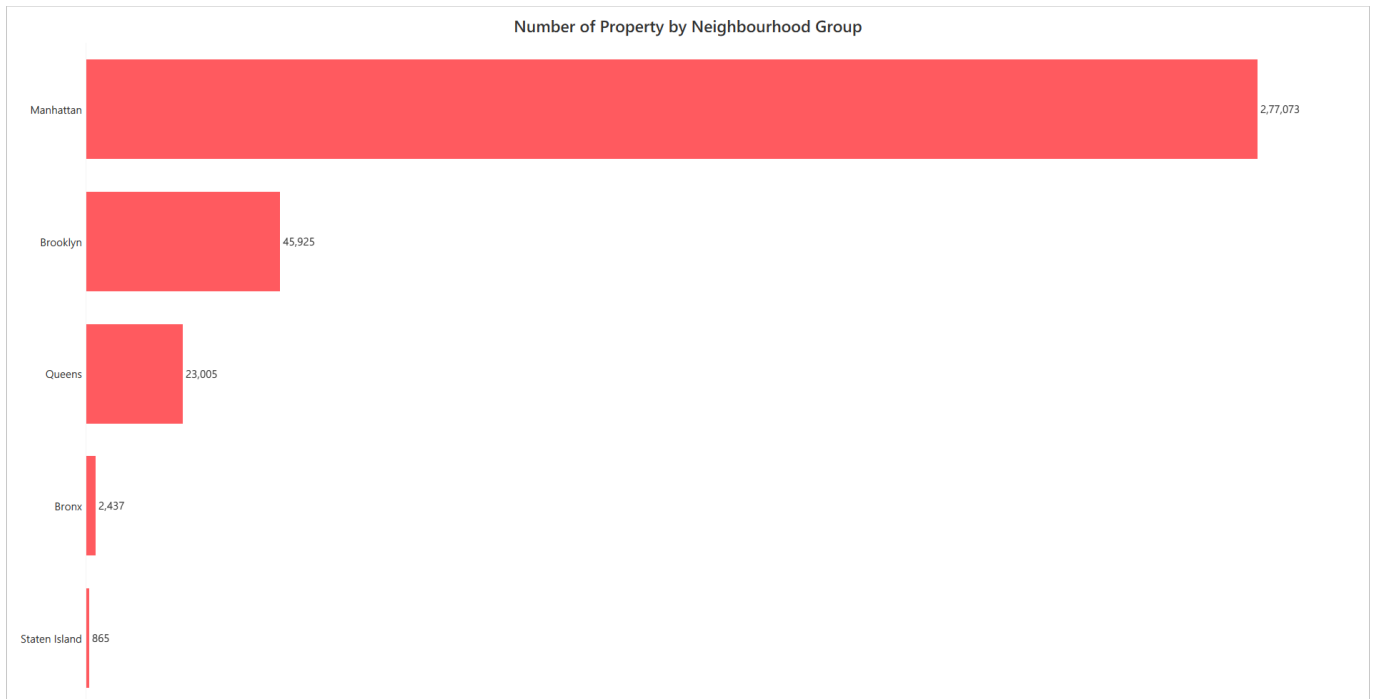 Number of Property by Neighbourhood Group
Manhattan 2,77,073
Brooklyn 45,925
Queens 23,005
Bronx 2,437
Staten Island 865